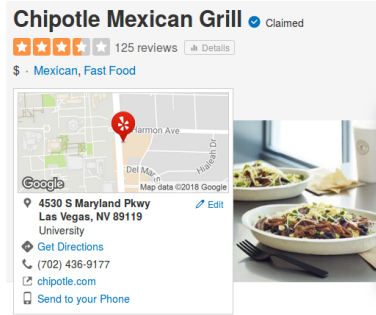 Chipotle Mexican Grill Claimed
125 reviews Details
$ · Mexican, Fast Food
Harmon Ave
Hialeah Dr
Del Mar S
Google Map data ©2018 Google
4530 S Maryland Pkwy Edit
Las Vegas, NV 89119
University
Get Directions
(702) 436-9177
chipotle.com
Send to your Phone